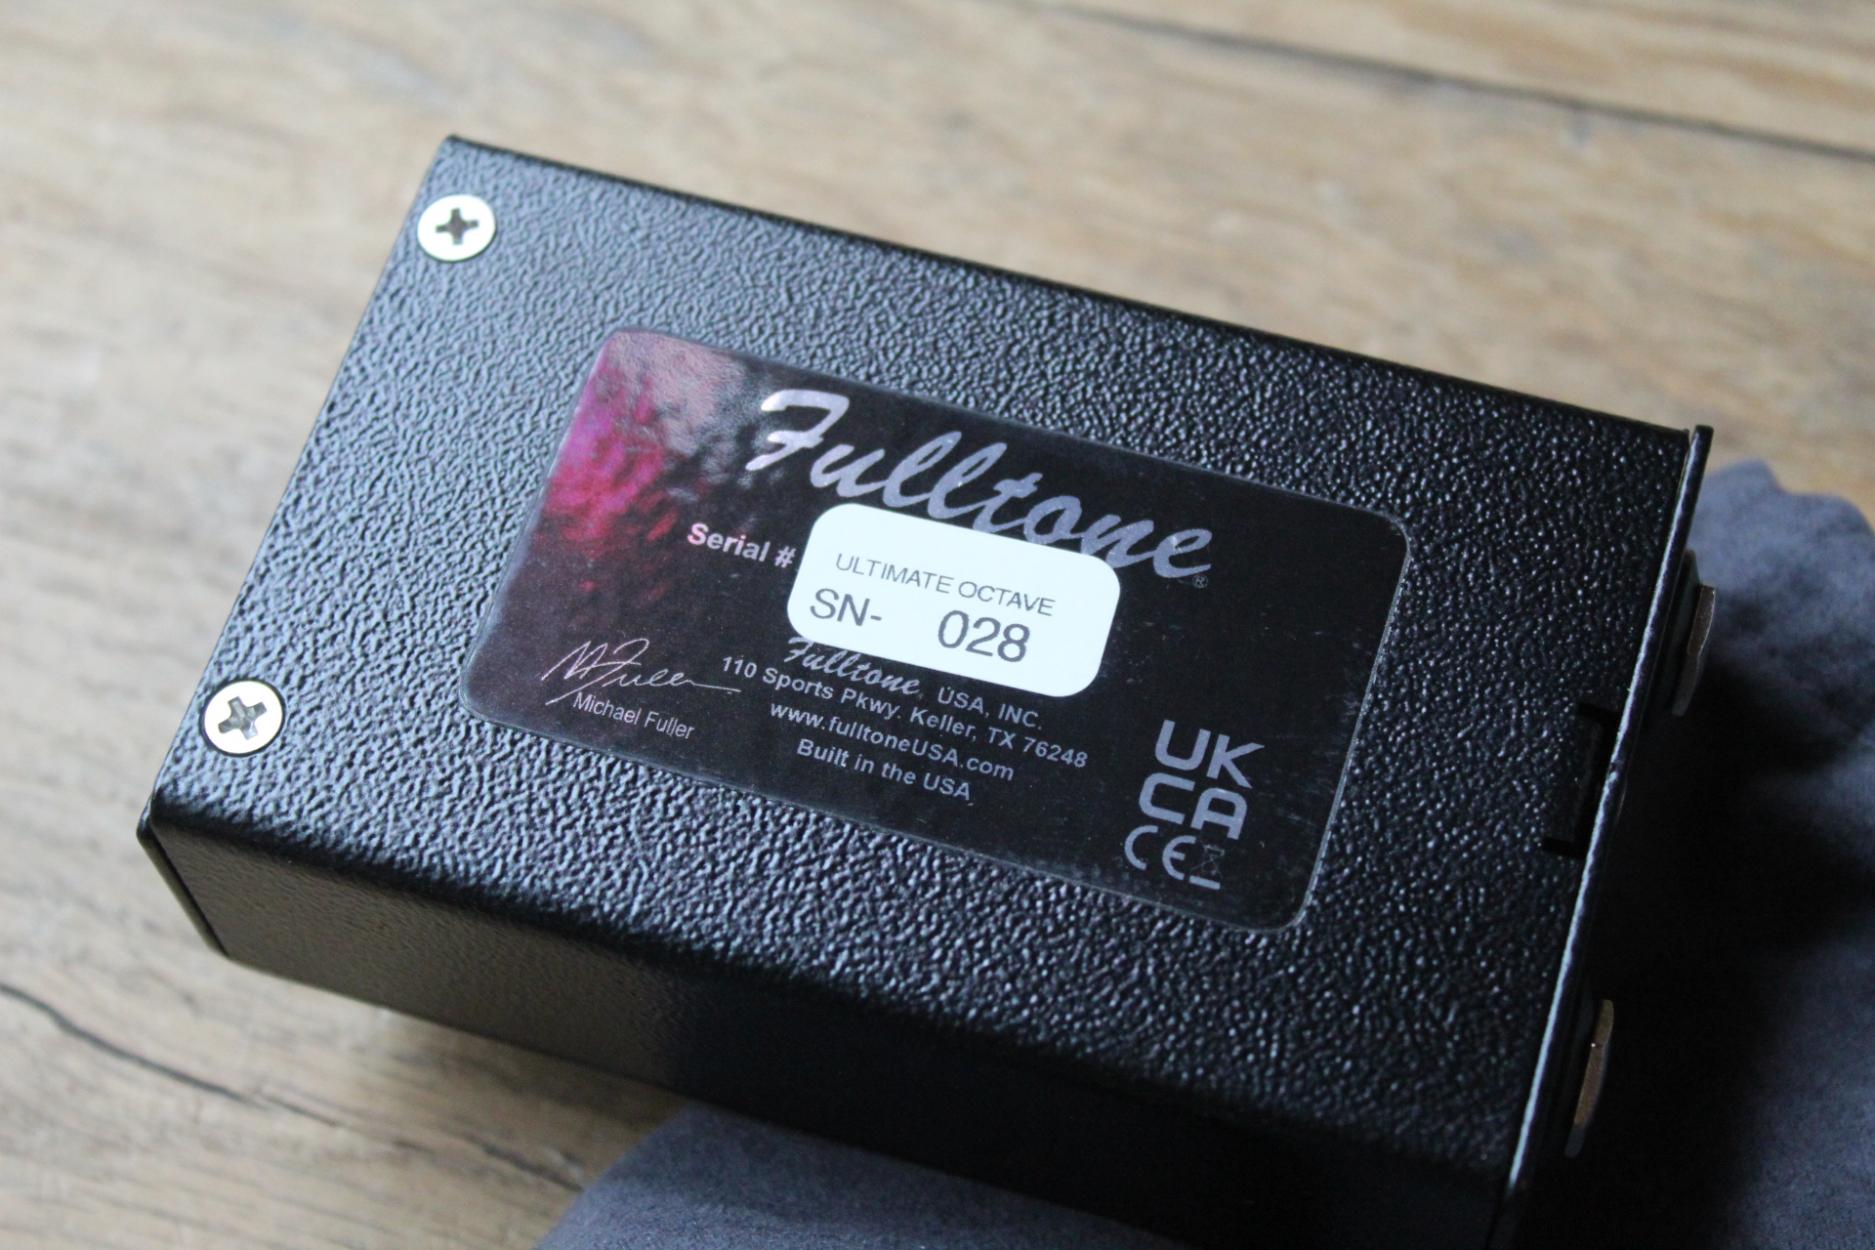 Fulltone®
Serial #
ULTIMATE OCTAVE
SN- 028
Fulltone, USA, INC.
110 Sports Pkwy. Keller, TX 76248
www.fulltoneUSA.com
Built in the USA
MFuller
Michael Fuller
UK
CA
CE